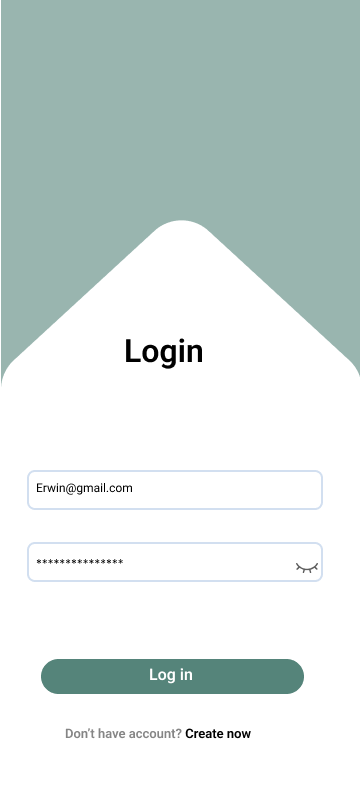 Login
Erwin@gmail.com
***************
Log in
Don't have account? Create now